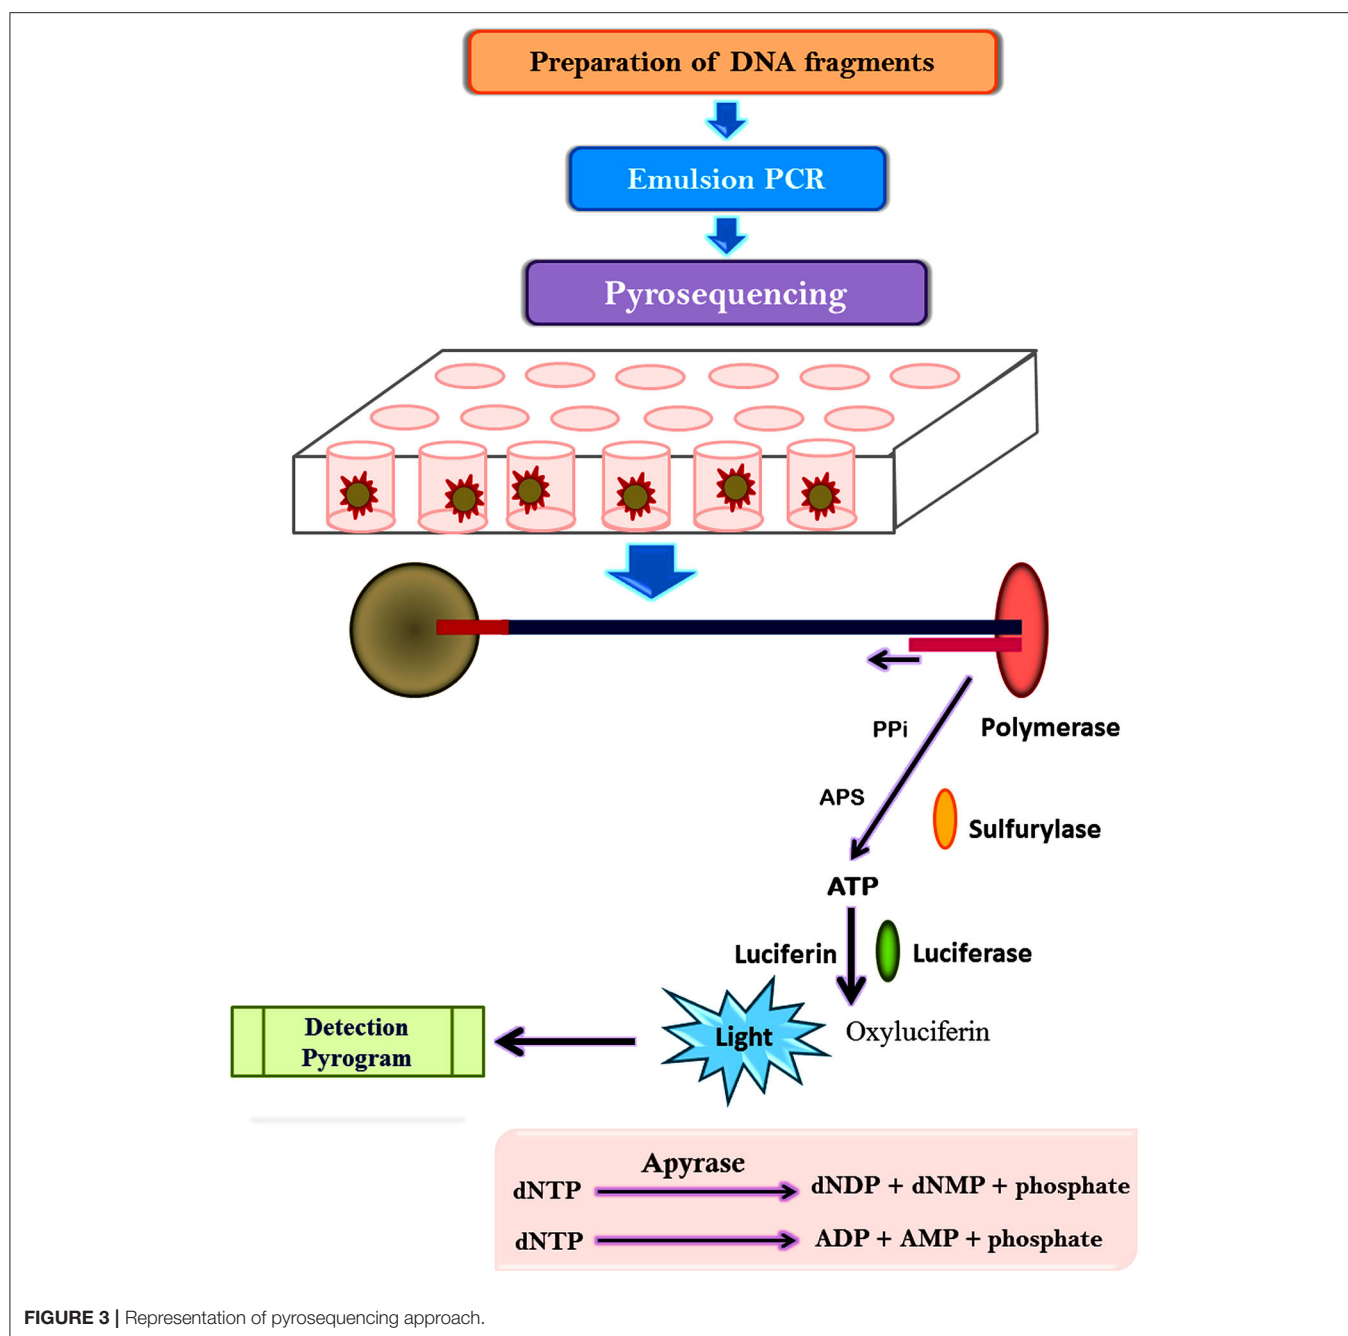 Preparation of DNA fragments
Emulsion PCR
Pyrosequencing
PPi
Polymerase
APS
Sulfurylase
ATP
Luciferin
Luciferase
Light
Oxyluciferin
Detection
Pyrogram
Apyrase
dNTP
dNDP + dNMP + phosphate
dNTP
ADP + AMP + phosphate
FIGURE 3 | Representation of pyrosequencing approach.